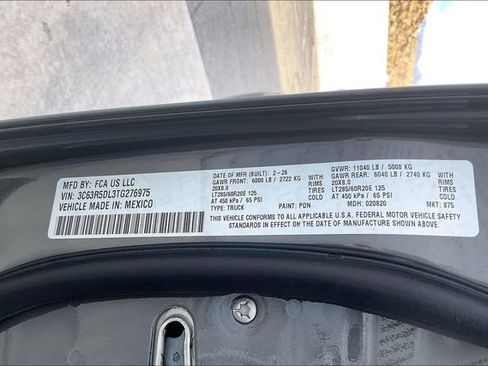 MFD BY: FCA US LLC
VIN: 3C63R5DL3TG276975
VEHICLE MADE IN: MEXICO
DATE OF MFR (BUILT): 2-26
GAWR FRONT: 6000 LB / 2722 KG
20X8.0 RIMS
LT285/60R20E 125 TIRES
AT 450 kPa / 65 PSI COLD
TYPE: TRUCK
GVWR: 11040 LB / 5008 KG
GAWR REAR: 6040 LB / 2740 KG
20X8.0 RIMS
LT285/60R20E 125 TIRES
AT 450 kPa / 65 PSI COLD
PAINT: PDN
MDH: 020820
MKT: 875
THIS VEHICLE CONFORMS TO ALL APPLICABLE U.S.A. FEDERAL MOTOR VEHICLE SAFETY
STANDARDS IN EFFECT ON THE DATE OF MANUFACTURE SHOWN ABOVE.